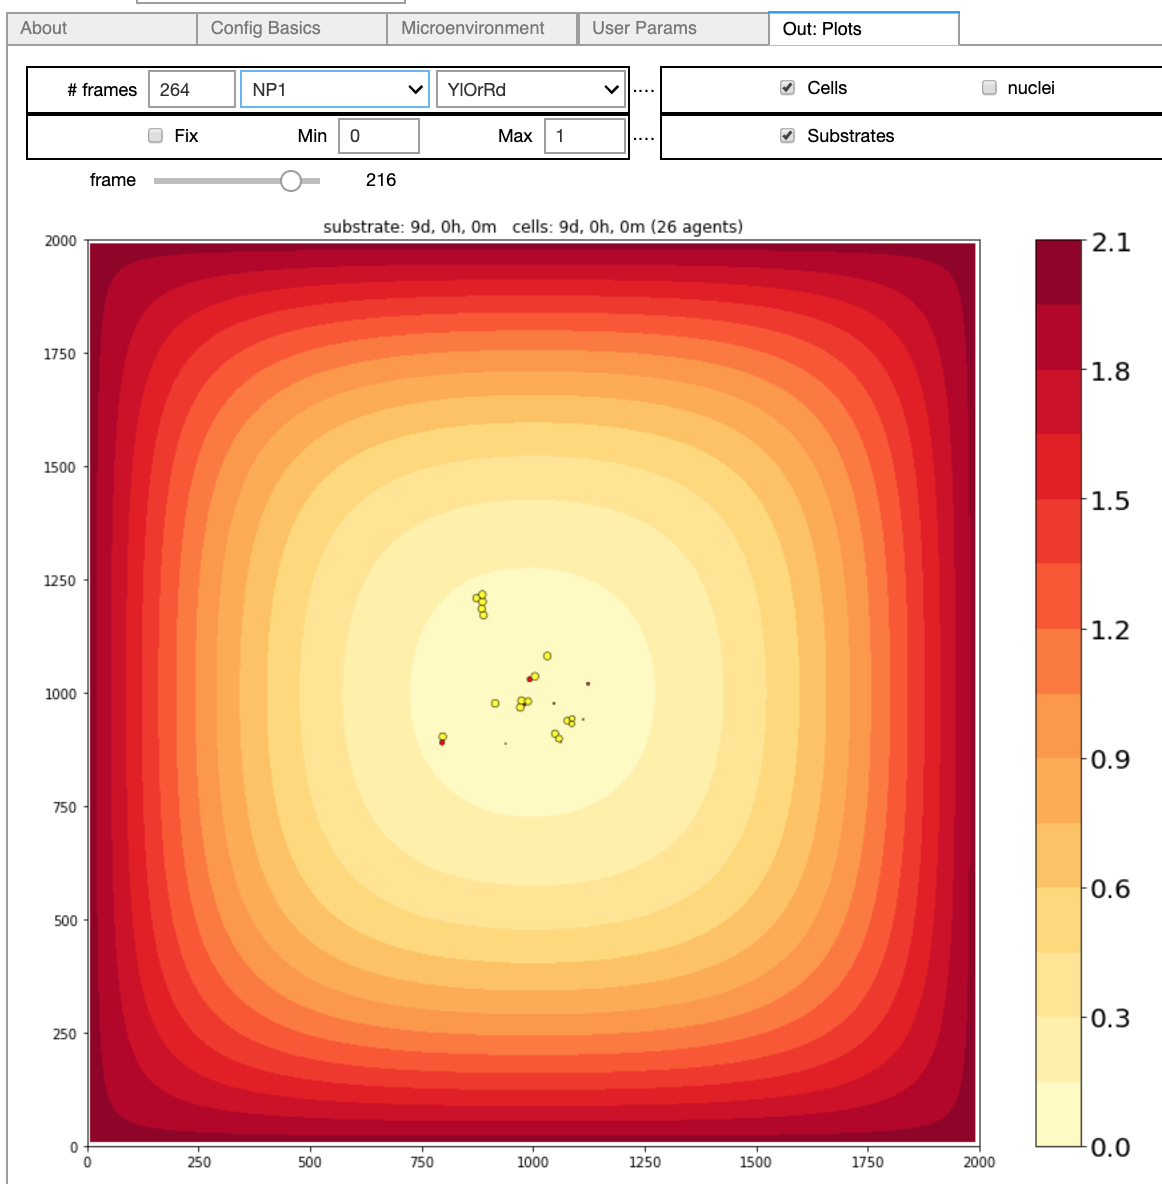 About Config Basics Microenvironment User Params Out: Plots
# frames 264 NP1 YlOrRd .... Cells nuclei
Fix Min 0 Max 1 .... Substrates
frame 216
substrate: 9d, 0h, 0m cells: 9d, 0h, 0m (26 agents)
2000
1750
1500
1250
1000
750
500
250
0
0 250 500 750 1000 1250 1500 1750 2000
2.1
1.8
1.5
1.2
0.9
0.6
0.3
0.0